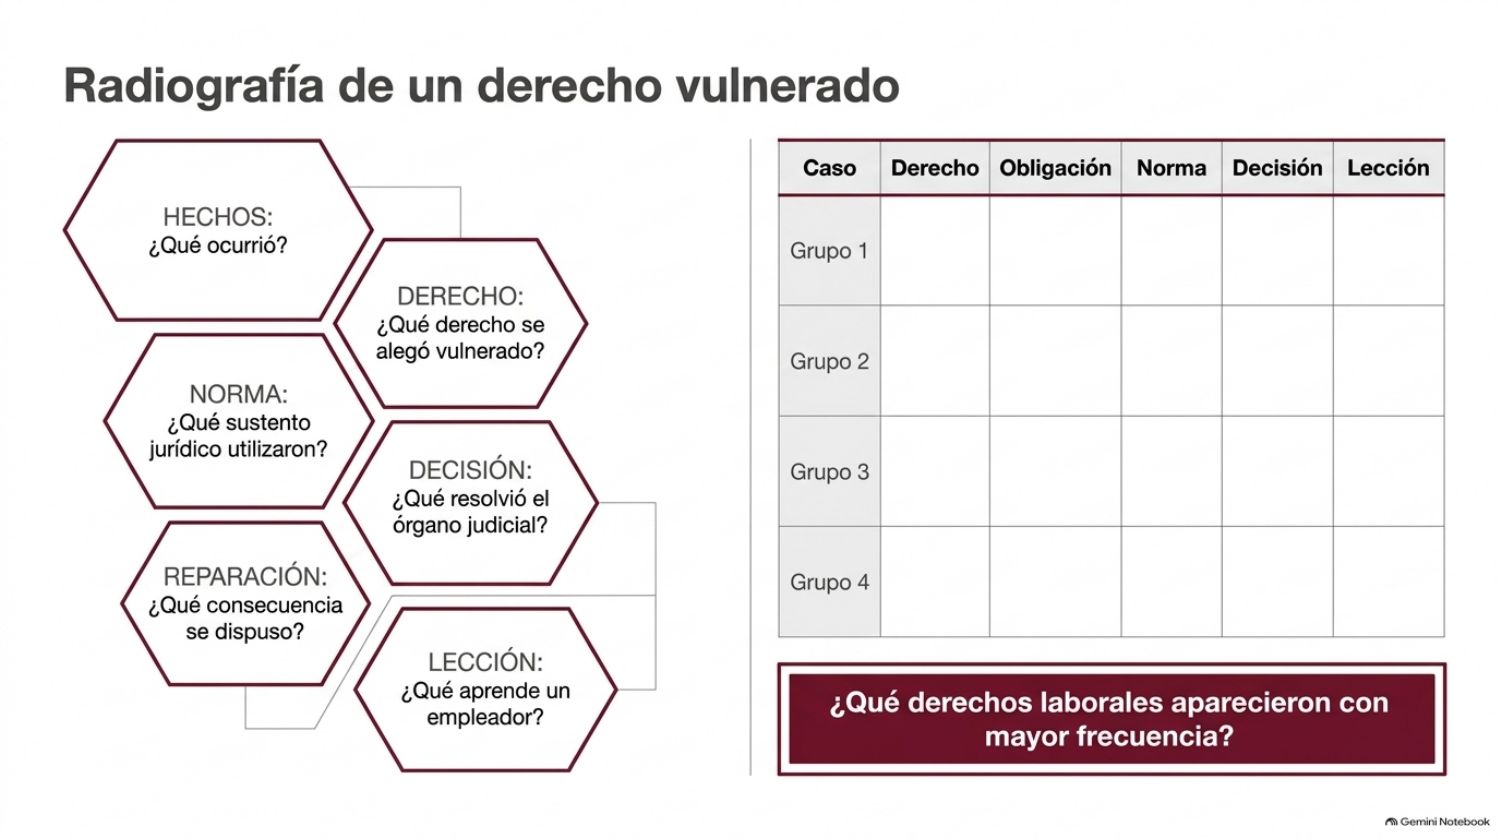 Radiografía de un derecho vulnerado
HECHOS:
¿Qué ocurrió?
DERECHO:
¿Qué derecho se
alegó vulnerado?
NORMA:
¿Qué sustento
jurídico utilizaron?
DECISIÓN:
¿Qué resolvió el
órgano judicial?
REPARACIÓN:
¿Qué consecuencia
se dispuso?
LECCIÓN:
¿Qué aprende un
empleador?
Caso Derecho Obligación Norma Decisión Lección
Grupo 1
Grupo 2
Grupo 3
Grupo 4
¿Qué derechos laborales aparecieron con
mayor frecuencia?
Gemini Notebook